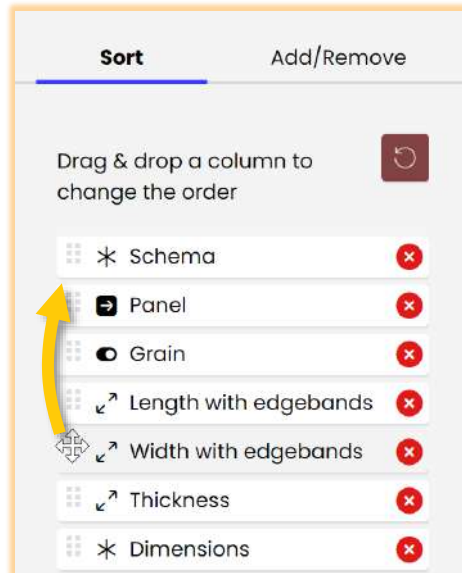 Sort Add/Remove
Drag & drop a column to
change the order
Schema
Panel
Grain
Length with edgebands
Width with edgebands
Thickness
Dimensions